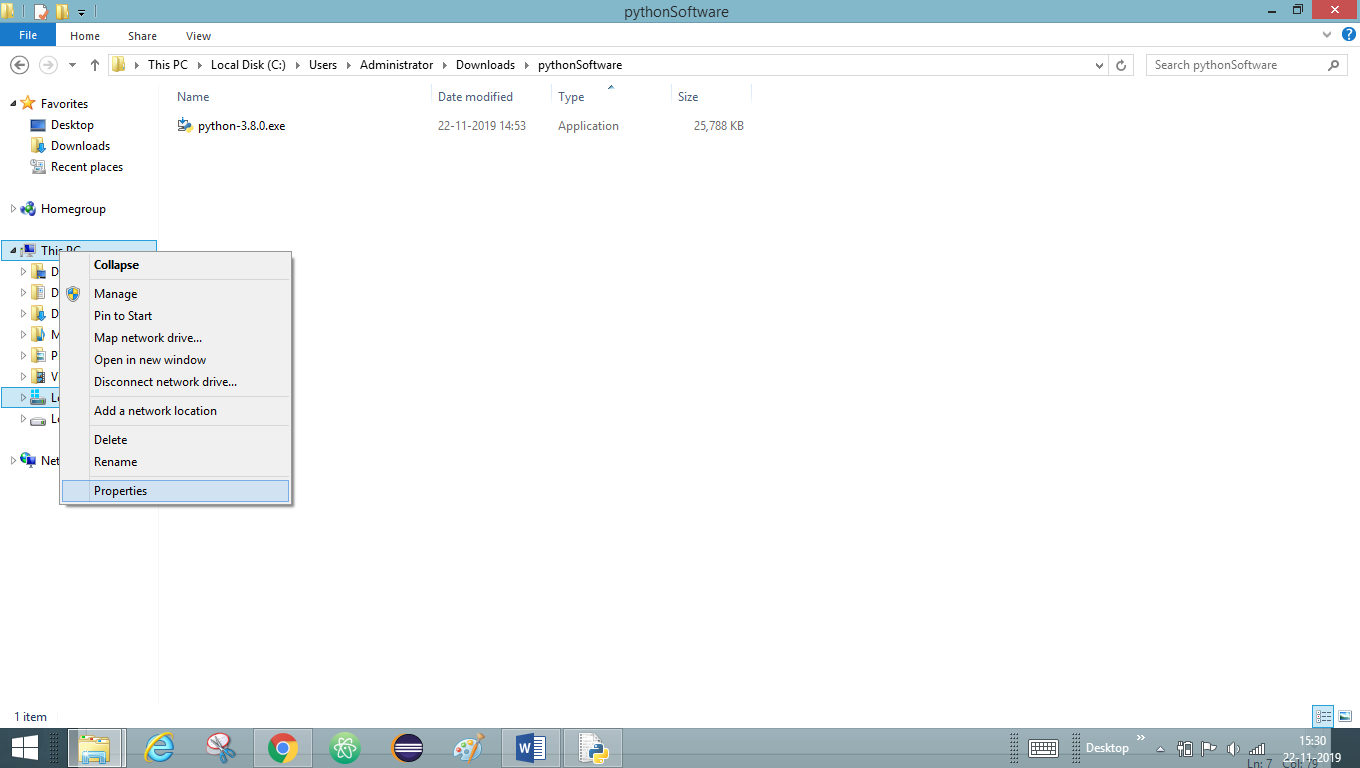 pythonSoftware
File Home Share View
This PC Local Disk (C:) Users Administrator Downloads pythonSoftware
Search pythonSoftware
Name Date modified Type Size
python-3.8.0.exe 22-11-2019 14:53 Application 25,788 KB
Favorites
Desktop
Downloads
Recent places
Homegroup
This PC
Collapse
Manage
Pin to Start
Map network drive...
Open in new window
Disconnect network drive...
Add a network location
Delete
Rename
Properties
1 item
Desktop
15:30
22-11-2019
Ln: 7